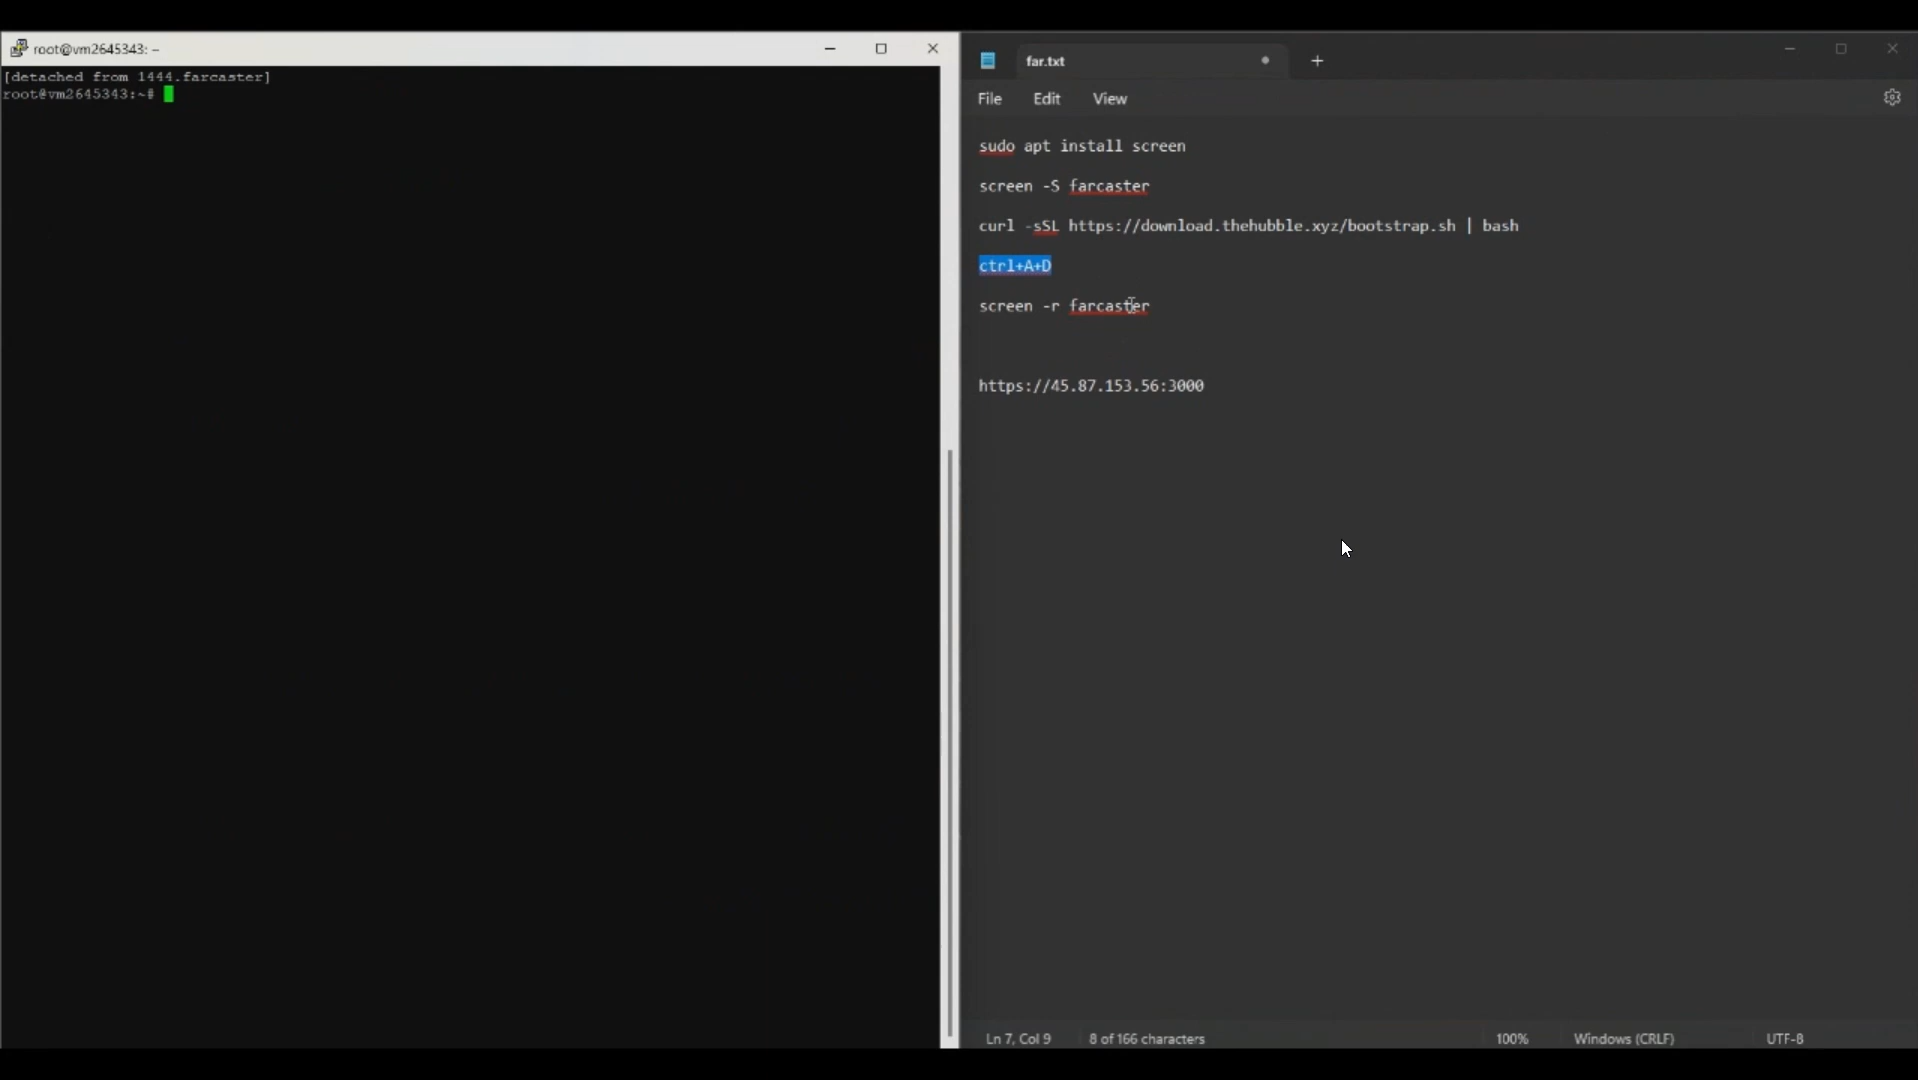 root@vm2645343: ~
[detached from 1444.farcaster]
root@vm2645343:~#
far.txt
File Edit View
sudo apt install screen
screen -S farcaster
curl -sSL https://download.thehubble.xyz/bootstrap.sh | bash
ctrl+A+D
screen -r farcaster
https://45.87.153.56:3000
Ln 7, Col 9 8 of 166 characters 100% Windows (CRLF) UTF-8